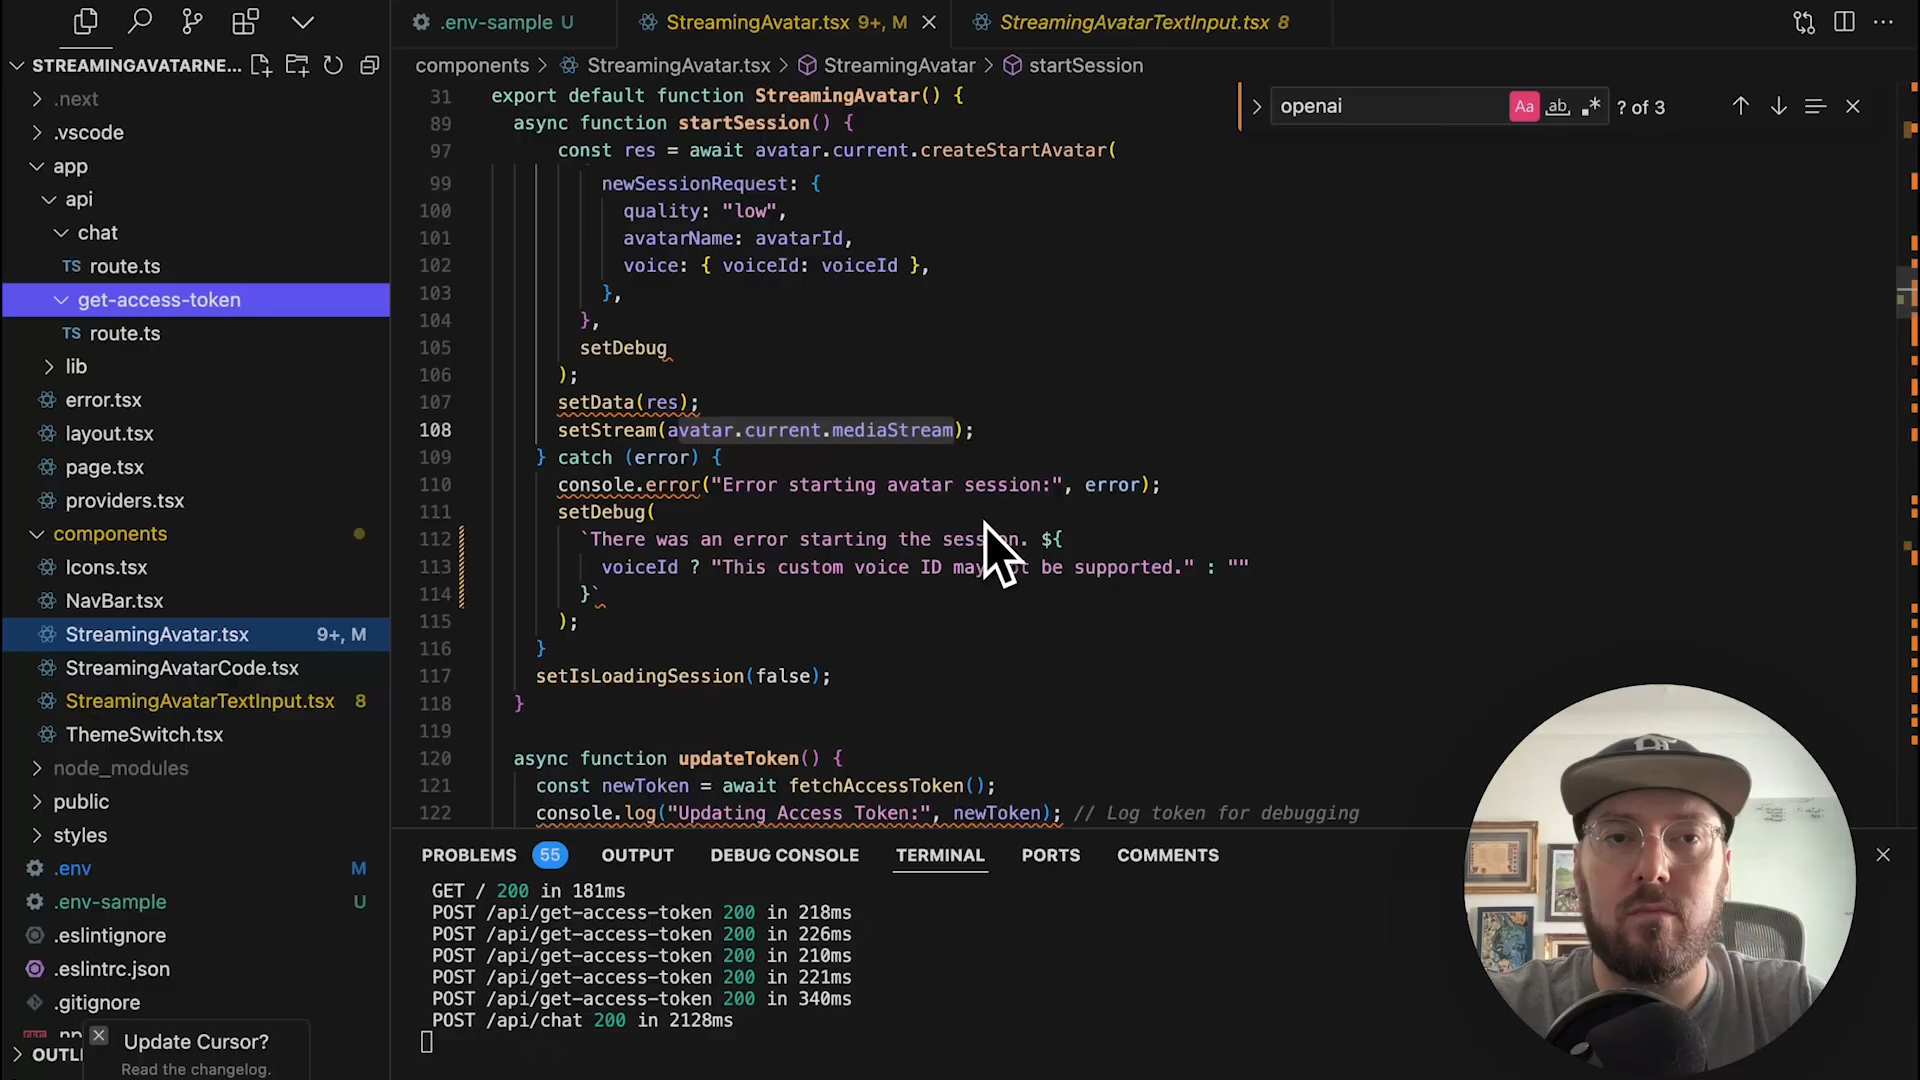 STREAMINGAVATARNE...
.next
.vscode
app
api
chat
TS route.ts
get-access-token
TS route.ts
lib
error.tsx
layout.tsx
page.tsx
providers.tsx
components
Icons.tsx
NavBar.tsx
StreamingAvatar.tsx 9+, M
StreamingAvatarCode.tsx
StreamingAvatarTextInput.tsx 8
ThemeSwitch.tsx
node_modules
public
styles
.env M
.env-sample U
.eslintignore
.eslintrc.json
.gitignore
Update Cursor?
Read the changelog.
.env-sample U
StreamingAvatar.tsx 9+, M
StreamingAvatarTextInput.tsx 8
components > StreamingAvatar.tsx > StreamingAvatar > startSession
openai Aa ab ? of 3
31 export default function StreamingAvatar() {
89 async function startSession() {
97 const res = await avatar.current.createStartAvatar(
99 newSessionRequest: {
100 quality: "low",
101 avatarName: avatarId,
102 voice: { voiceId: voiceId },
103 },
104 },
105 setDebug
106 );
107 setData(res);
108 setStream(avatar.current.mediaStream);
109 } catch (error) {
110 console.error("Error starting avatar session:", error);
111 setDebug(
112 `There was an error starting the session. ${
113 voiceId ? "This custom voice ID may be supported." : ""
114 }`
115 );
116 }
117 setIsLoadingSession(false);
118 }
119
120 async function updateToken() {
121 const newToken = await fetchAccessToken();
122 console.log("Updating Access Token:", newToken); // Log token for debugging
PROBLEMS 55 OUTPUT DEBUG CONSOLE TERMINAL PORTS COMMENTS
GET / 200 in 181ms
POST /api/get-access-token 200 in 218ms
POST /api/get-access-token 200 in 226ms
POST /api/get-access-token 200 in 210ms
POST /api/get-access-token 200 in 221ms
POST /api/get-access-token 200 in 340ms
POST /api/chat 200 in 2128ms